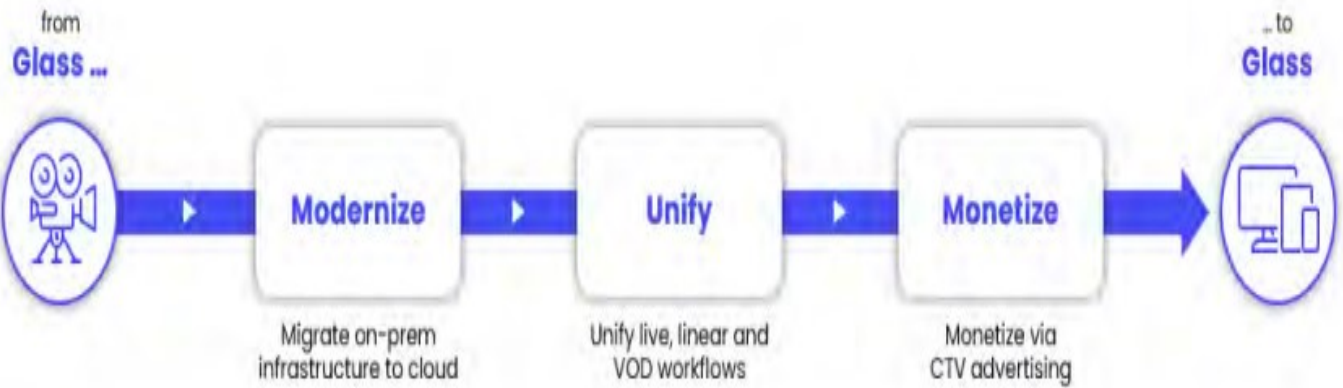 from
Glass ...
... to
Glass
Modernize
Unify
Monetize
Migrate on-prem
infrastructure to cloud
Unify live, linear and
VOD workflows
Monetize via
CTV advertising